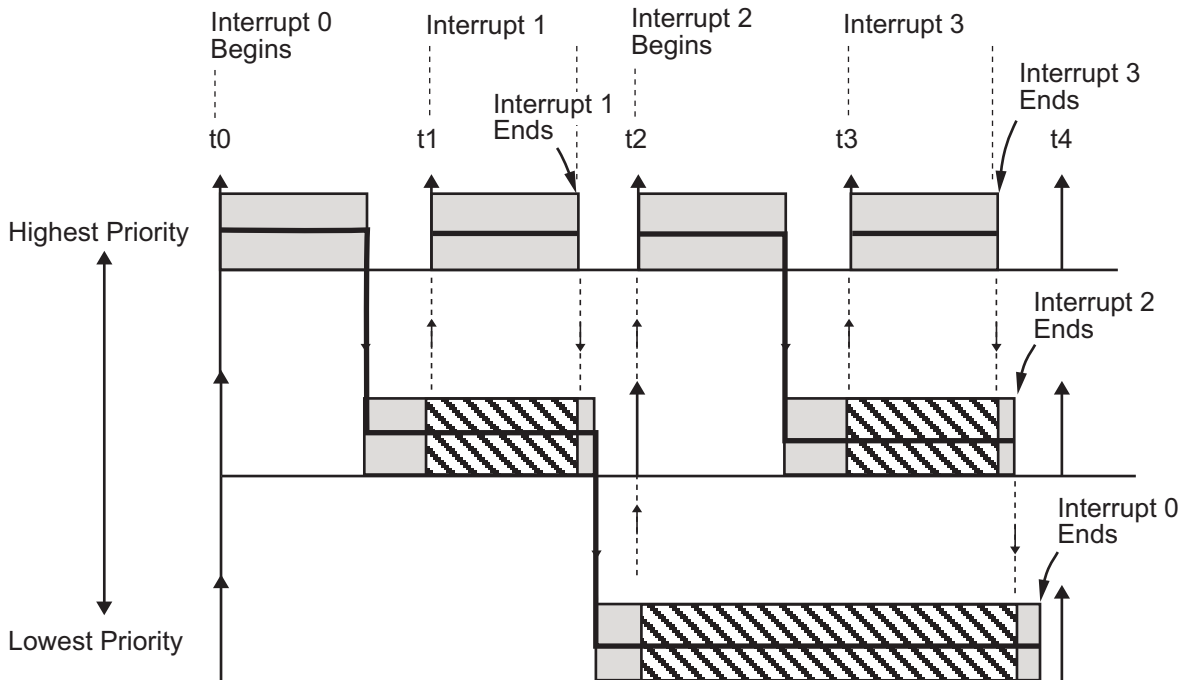 Interrupt 0
Begins
Interrupt 1
Interrupt 2
Begins
Interrupt 3
Interrupt 3
Ends
Interrupt 1
Ends
t0
t1
t2
t3
t4
Highest Priority
Interrupt 2
Ends
Interrupt 0
Ends
Lowest Priority